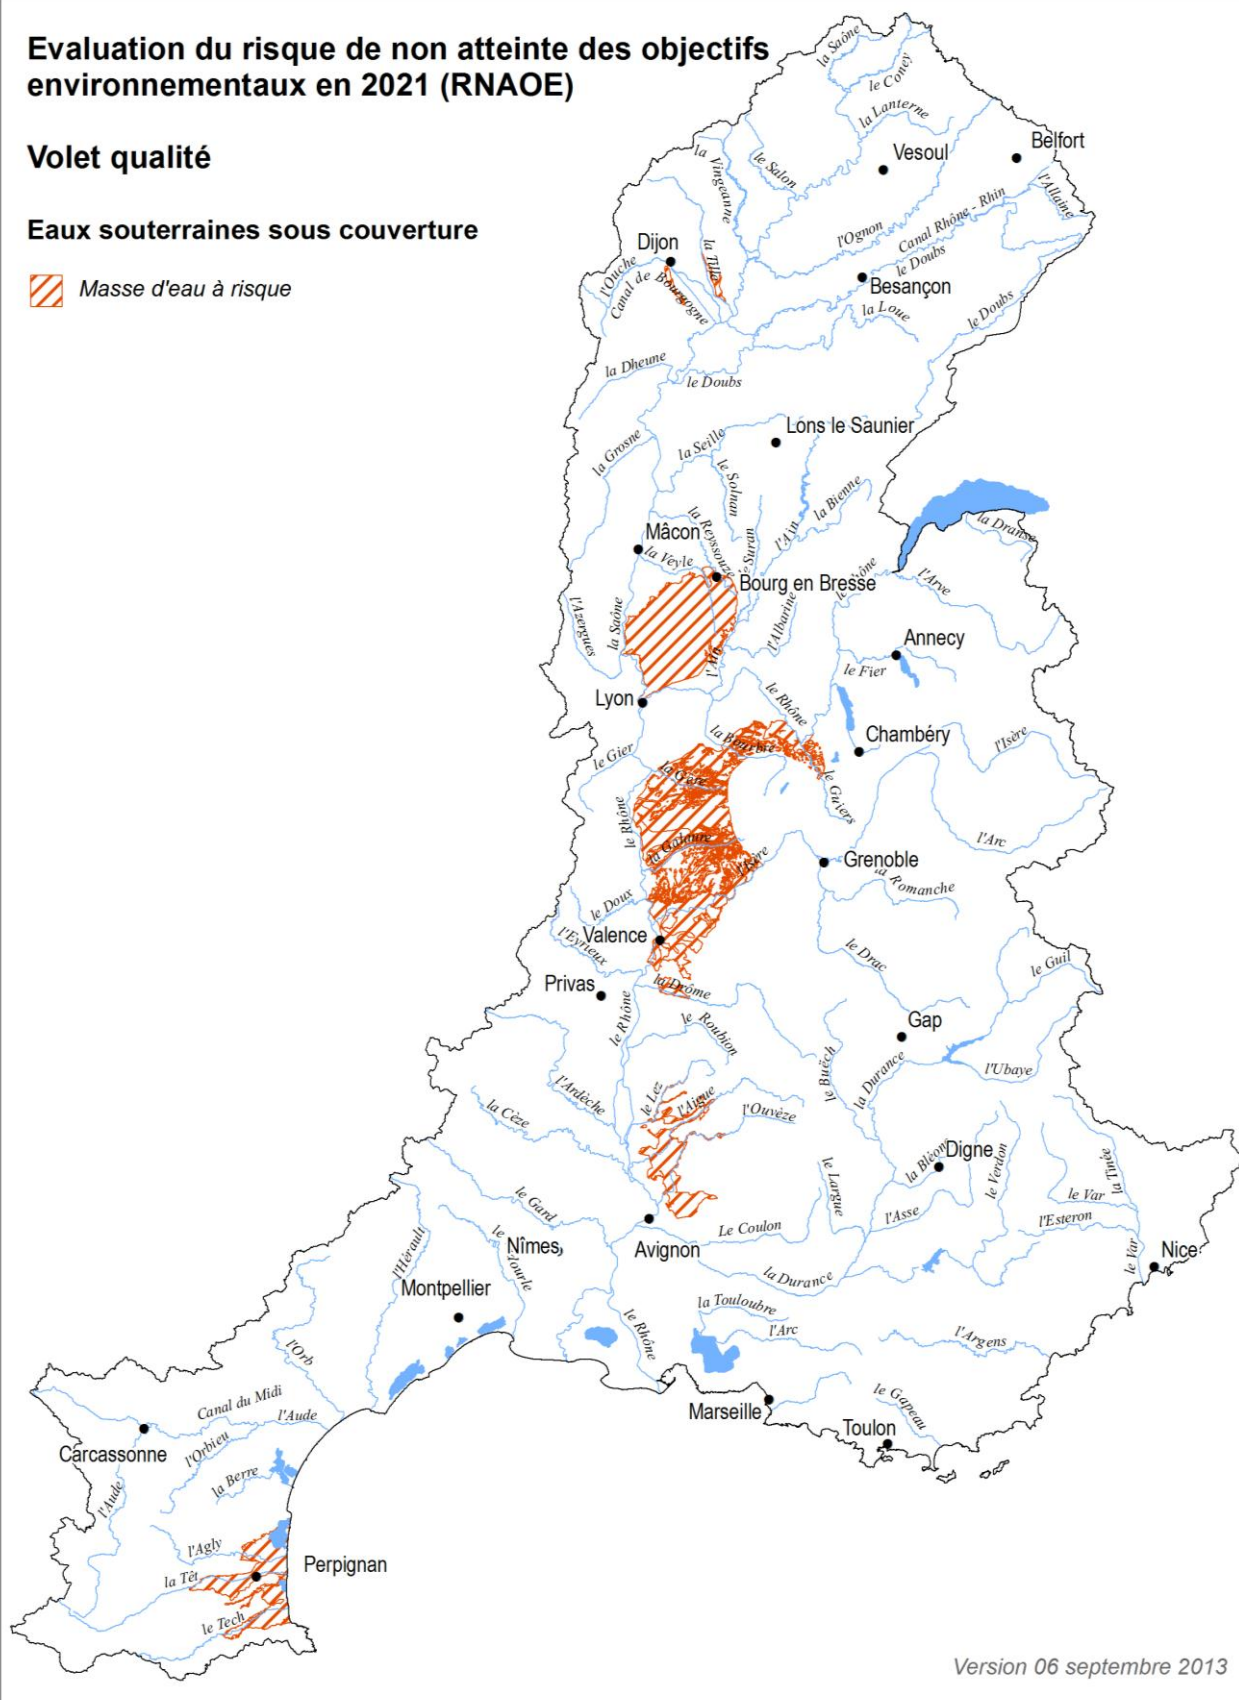 Evaluation du risque de non atteinte des objectifs
environnementaux en 2021 (RNAOE)
Volet qualité
Eaux souterraines sous couverture
Masse d'eau à risque
la Saône
le Coney
la Lanterne
Belfort
Vesoul
la Vingeanne
le Salon
l'Allaine
Canal Rhône - Rhin
l'Ognon
Dijon
la Tille
l'Ouche
Canal de Bourgogne
le Doubs
Besançon
la Loue
le Doubs
la Dheune
le Doubs
Lons le Saunier
la Grosne
la Seille
le Solnan
la Bienne
l'Ain
la Reyssouze
Suran
la Dranse
Mâcon
la Veyle
Bourg en Bresse
l'Arve
l'Azergues
la Saône
l'Albarine
Annecy
l'Ain
le Fier
Lyon
le Rhône
Chambéry
la Bourbre
l'Isère
le Gier
la Gère
le Guiers
le Rhône
la Galaure
l'Isère
Grenoble
l'Arc
la Romanche
le Doux
Valence
l'Eyrieux
le Drac
le Guil
Privas
la Drôme
le Rhône
le Roubion
Gap
le Buëch
la Durance
l'Ubaye
l'Ardèche
le Lez
l'Aigue
l'Ouvèze
la Cèze
Digne
la Bléone
le Verdon
la Tinée
le Largue
le Var
le Gard
l'Asse
l'Esteron
Le Coulon
Nîmes
Avignon
l'Hérault
le Var
Nice
la Durance
Montpellier
la Touloubre
le Rhône
l'Arc
l'Argens
l'Orb
Canal du Midi
l'Aude
le Gapeau
Marseille
Toulon
Carcassonne
l'Orbieu
la Berre
l'Aude
l'Agly
Perpignan
la Têt
le Tech
Version 06 septembre 2013